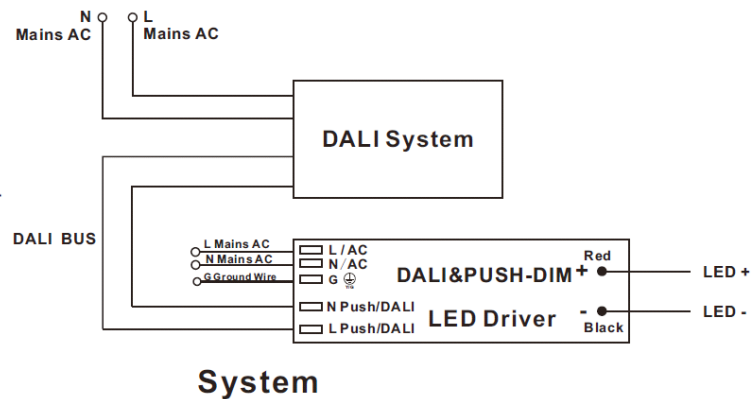 N
Mains AC
L
Mains AC
DALI System
DALI BUS
L Mains AC
N Mains AC
G Ground Wire
L / AC
N / AC
G
N Push/DALI
L Push/DALI
DALI&PUSH-DIM
LED Driver
Red
+
-
Black
LED +
LED -
System